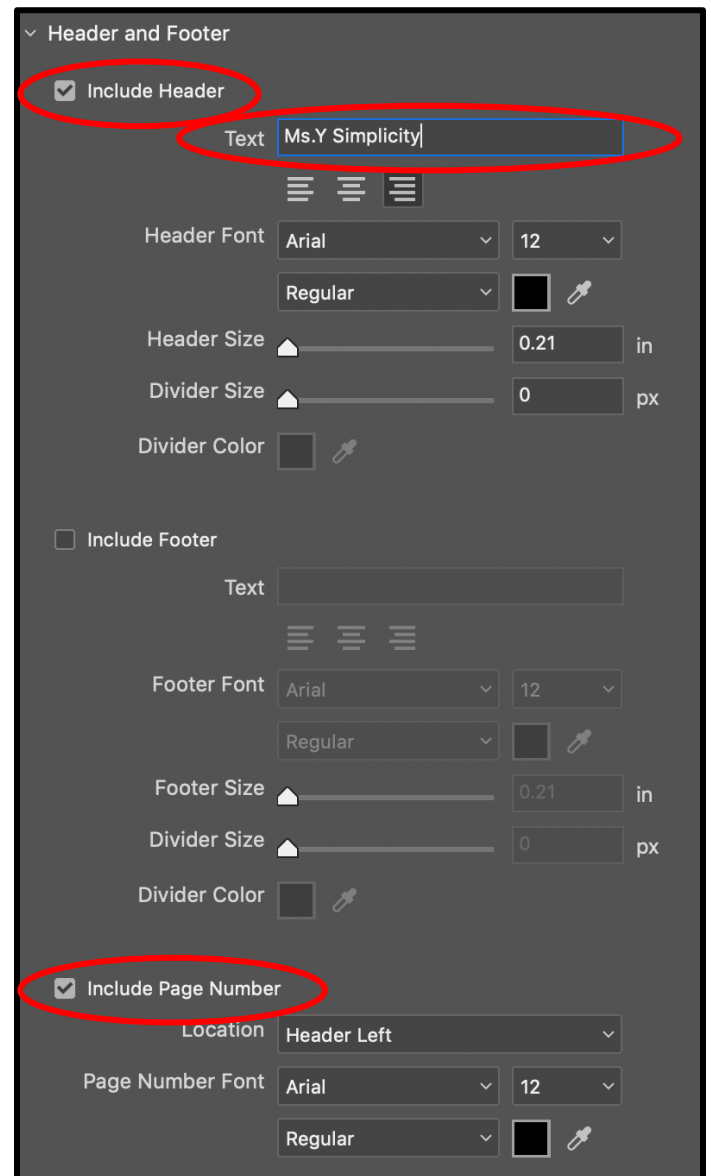 Header and Footer
Include Header
Text Ms.Y Simplicity
Header Font Arial 12
Regular
Header Size 0.21 in
Divider Size 0 px
Divider Color
Include Footer
Text
Footer Font Arial 12
Regular
Footer Size 0.21 in
Divider Size 0 px
Divider Color
Include Page Number
Location Header Left
Page Number Font Arial 12
Regular